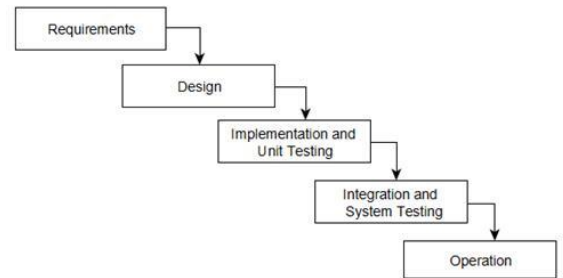 Requirements
Design
Implementation and
Unit Testing
Integration and
System Testing
Operation